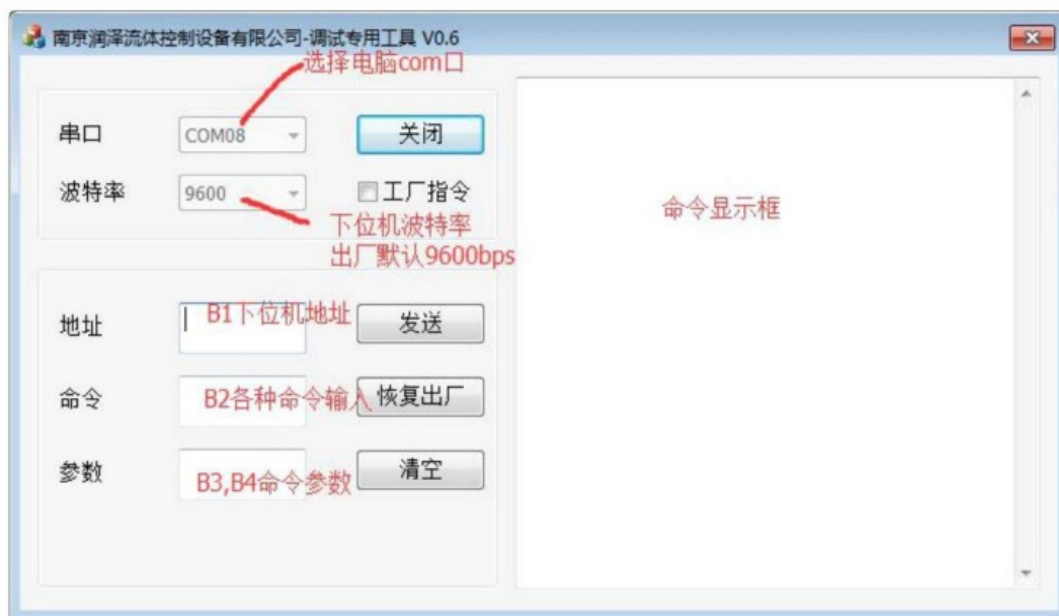 南京润泽流体控制设备有限公司-调试专用工具 V0.6
选择电脑com口
串口
COM08
关闭
波特率
9600
工厂指令
下位机波特率
出厂默认9600bps
命令显示框
地址
B1下位机地址
发送
命令
B2各种命令输入
恢复出厂
参数
B3,B4命令参数
清空